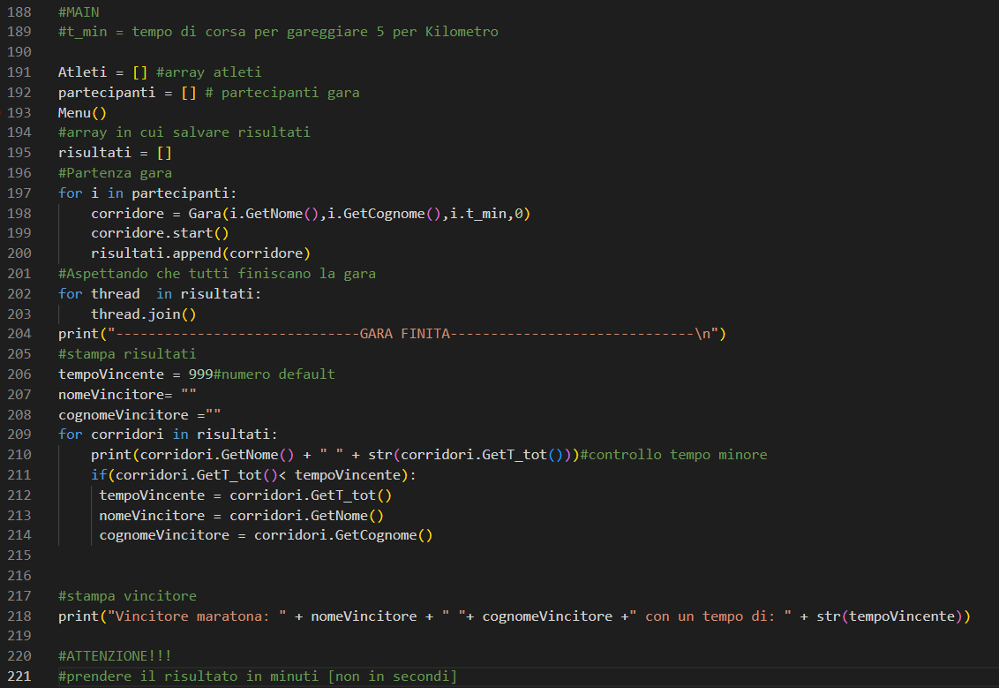 188 #MAIN
189 #t_min = tempo di corsa per gareggiare 5 per Kilometro
190
191 Atleti = [] #array atleti
192 partecipanti = [] # partecipanti gara
193 Menu()
194 #array in cui salvare risultati
195 risultati = []
196 #Partenza gara
197 for i in partecipanti:
198     corridore = Gara(i.GetNome(),i.GetCognome(),i.t_min,0)
199     corridore.start()
200     risultati.append(corridore)
201 #Aspettando che tutti finiscano la gara
202 for thread  in risultati:
203     thread.join()
204 print("------------------------------GARA FINITA------------------------------\n")
205 #stampa risultati
206 tempoVincente = 999#numero default
207 nomeVincitore= ""
208 cognomeVincitore =""
209 for corridori in risultati:
210     print(corridori.GetNome() + " " + str(corridori.GetT_tot()))#controllo tempo minore
211     if(corridori.GetT_tot()< tempoVincente):
212      tempoVincente = corridori.GetT_tot()
213      nomeVincitore = corridori.GetNome()
214      cognomeVincitore = corridori.GetCognome()
215
216
217 #stampa vincitore
218 print("Vincitore maratona: " + nomeVincitore + " "+ cognomeVincitore +" con un tempo di: " + str(tempoVincente))
219
220 #ATTENZIONE!!!
221 #prendere il risultato in minuti [non in secondi]